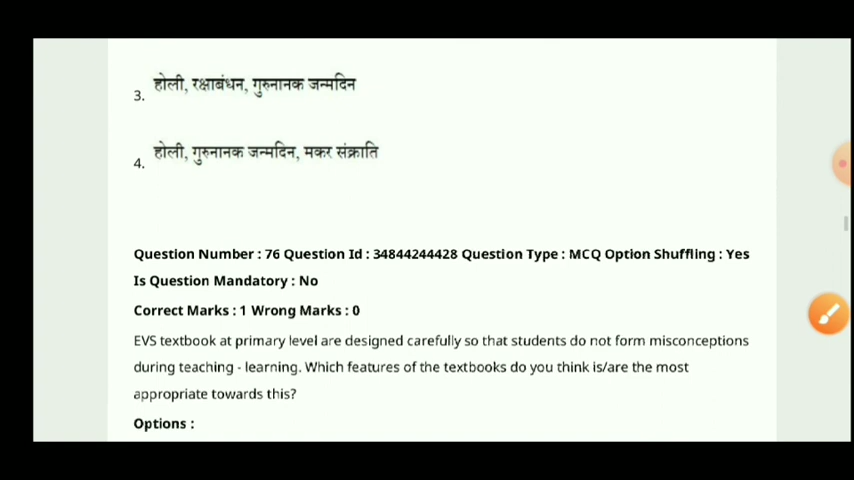 3. होली, रक्षाबंधन, गुरुनानक जन्मदिन
4. होली, गुरुनानक जन्मदिन, मकर संक्राति
Question Number : 76 Question Id : 34844244428 Question Type : MCQ Option Shuffling : Yes
Is Question Mandatory : No
Correct Marks : 1 Wrong Marks : 0
EVS textbook at primary level are designed carefully so that students do not form misconceptions
during teaching - learning. Which features of the textbooks do you think is/are the most
appropriate towards this?
Options :